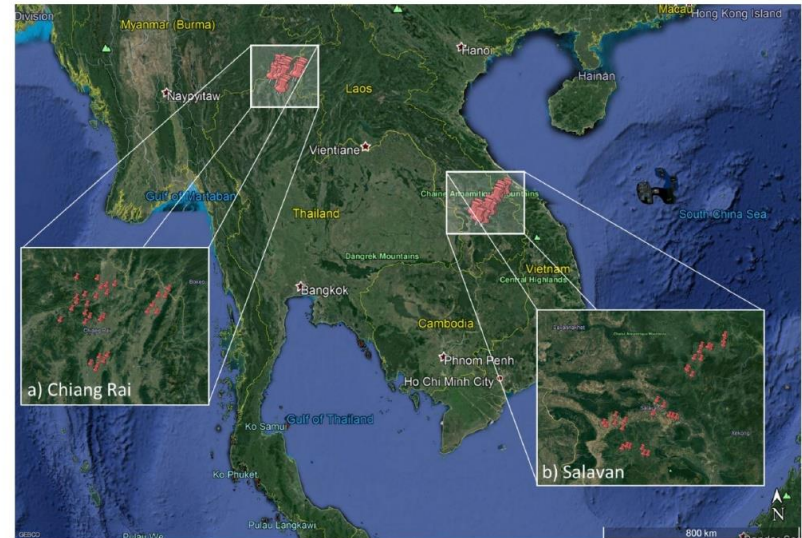 Division
Myanmar (Burma)
Macau
Hong Kong Island
Hanoi
Hainan
Laos
Naypyitaw
Vientiane
Gulf of Martaban
Thailand
South China Sea
Dangrek Mountains
Vietnam
Central Highlands
Bangkok
Cambodia
Phnom Penh
Ho Chi Minh City
a) Chiang Rai
b) Salavan
Ko Samui
Gulf of Thailand
Ko Phuket
Pulau Langkawi
N
800 km
GEBCO
Pulau We